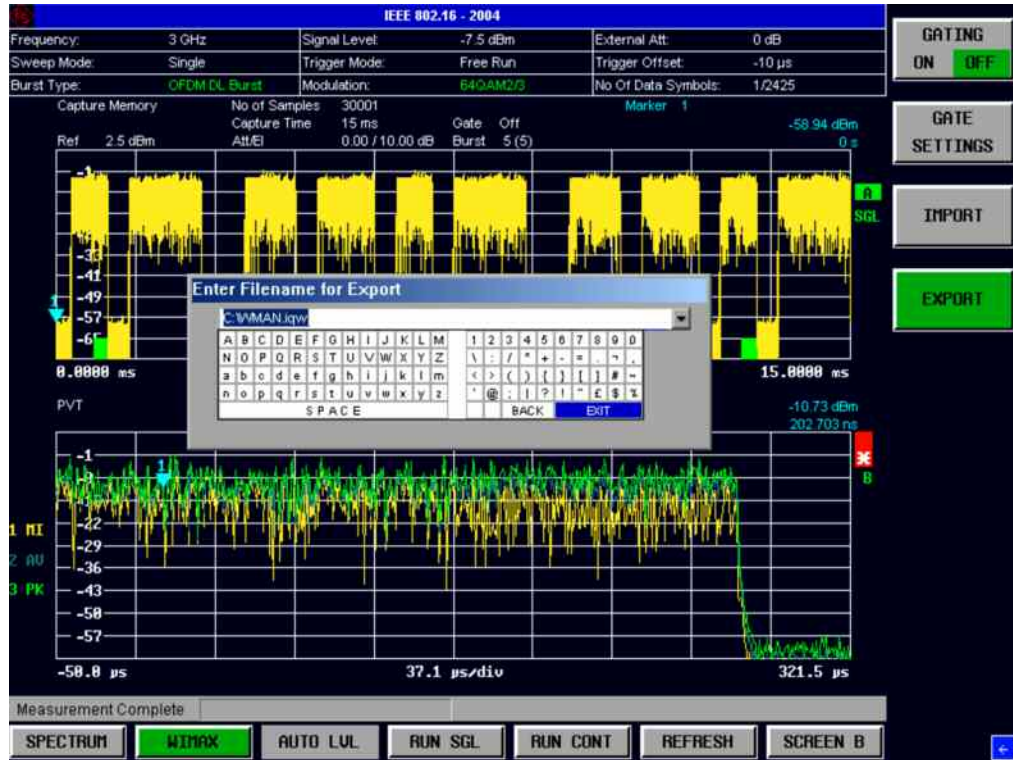 IEEE 802.16 - 2004
Frequency: 3 GHz Signal Level: -7.5 dBm External Att: 0 dB
Sweep Mode: Single Trigger Mode: Free Run Trigger Offset: -10 µs
Burst Type: OFDM DL Burst Modulation: 64QAM2/3 No Of Data Symbols: 1/2425
Capture Memory No of Samples 30001 Marker 1
Capture Time 15 ms Gate Off -58.94 dBm
Ref 2.5 dBm Att/El 0.00 / 10.00 dB Burst 5 (5) 0 s
-1
A
SGL
-33
-41
-49
-57
1
0.0000 ms 15.0000 ms
Enter Filename for Export
C:\WMAN.iqw
A B C D E F G H I J K L M 1 2 3 4 5 6 7 8 9 0
N O P Q R S T U V W X Y Z \ : / * + - = . ¬ ,
a b c d e f g h i j k l m < > ( ) { } [ ] # ~
n o p q r s t u v w x y z ' @ ; | ? ! " £ $ %
SPACE BACK EXIT
PVT -10.73 dBm
202.703 ns
-1
1
B
-22
-29
-36
-43
-50
-57
1 MI
2 AV
3 PK
-50.0 µs 37.1 µs/div 321.5 µs
Measurement Complete
SPECTRUM WIMAX AUTO LVL RUN SGL RUN CONT REFRESH SCREEN B
GATING
ON OFF
GATE
SETTINGS
IMPORT
EXPORT